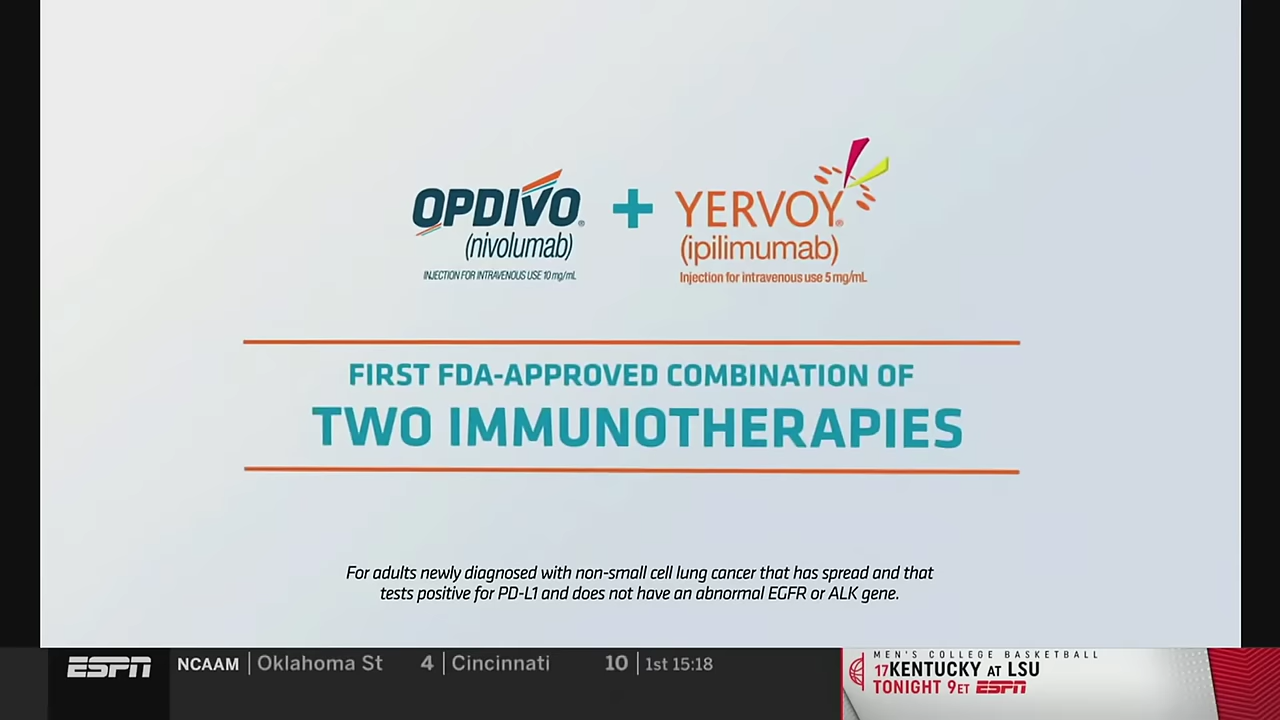 OPDIVO®
(nivolumab)
INJECTION FOR INTRAVENOUS USE 10 mg/mL
+
YERVOY®
(ipilimumab)
Injection for intravenous use 5 mg/mL
FIRST FDA-APPROVED COMBINATION OF
TWO IMMUNOTHERAPIES
For adults newly diagnosed with non-small cell lung cancer that has spread and that
tests positive for PD-L1 and does not have an abnormal EGFR or ALK gene.
ESPN NCAAM Oklahoma St 4 Cincinnati 10 1st 15:18
MEN'S COLLEGE BASKETBALL
17KENTUCKY AT LSU
TONIGHT 9ET ESPN